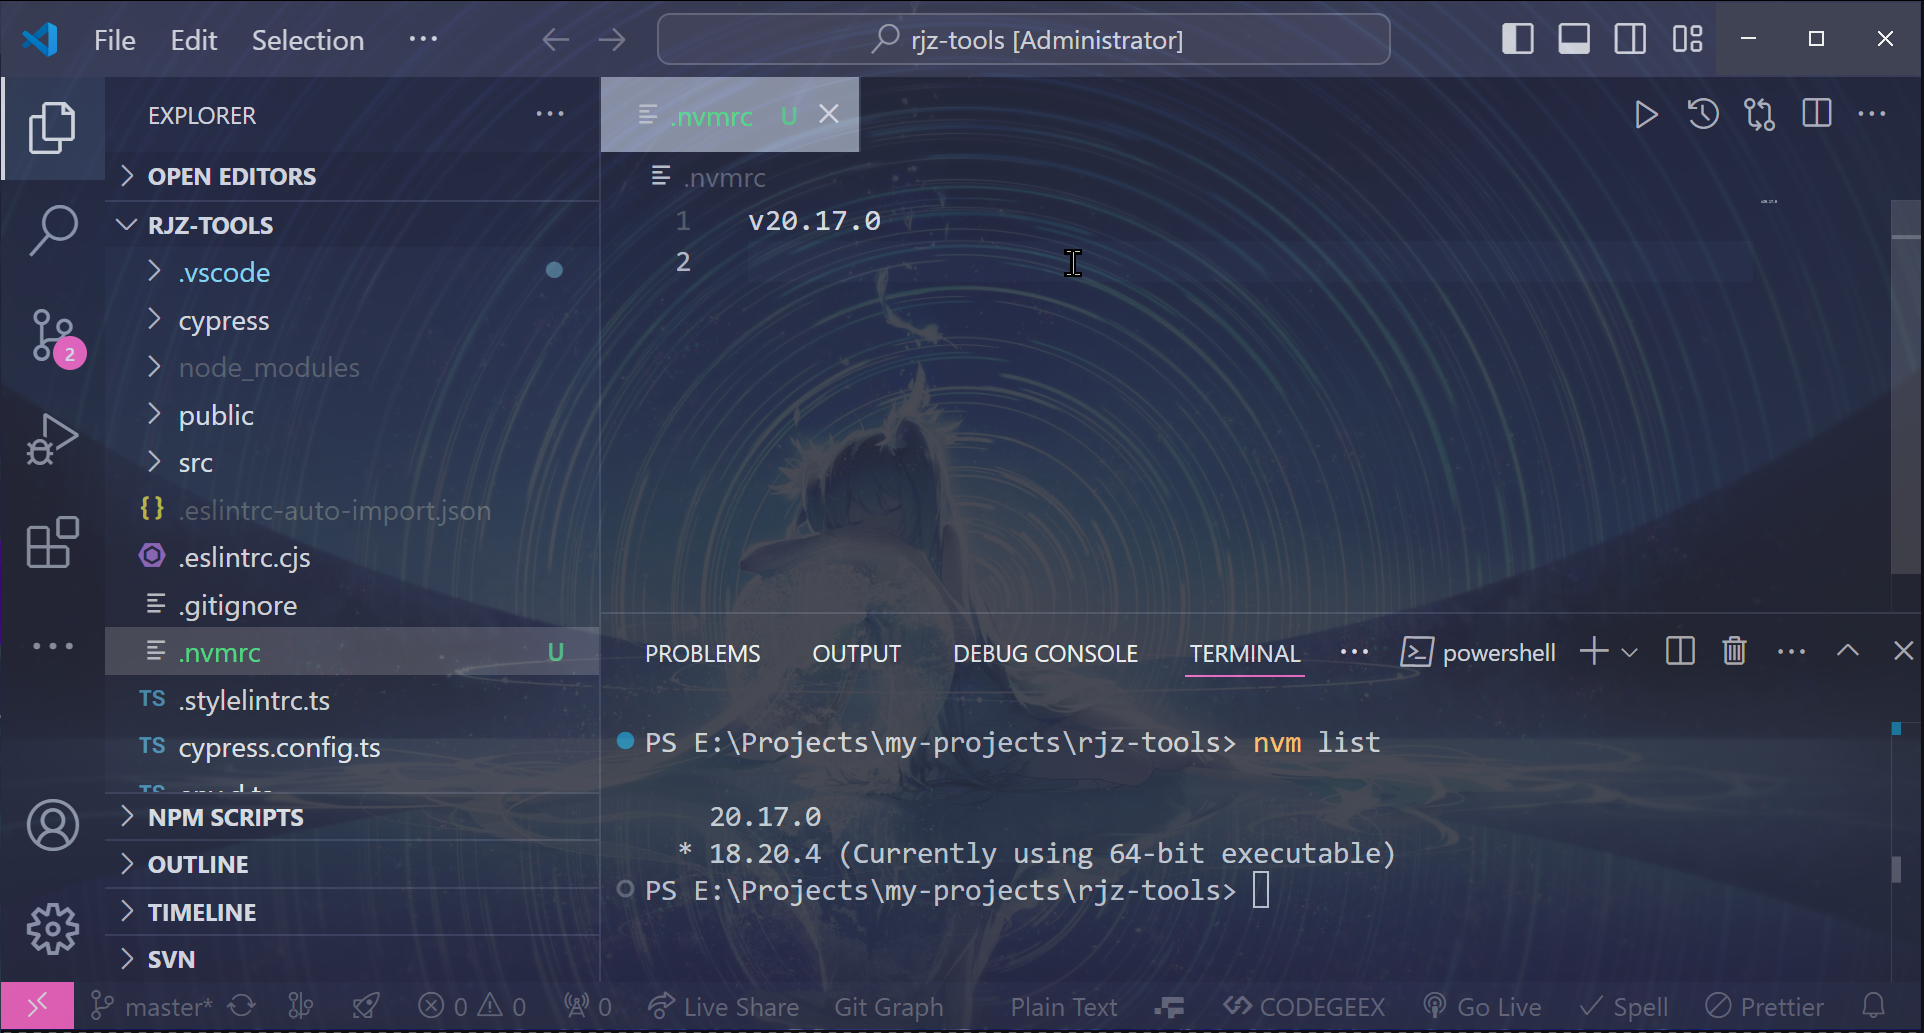 File Edit Selection ···
rjz-tools [Administrator]
EXPLORER ···
.nvmrc U
OPEN EDITORS
.nvmrc
RJZ-TOOLS
1 v20.17.0
2
.vscode
cypress
node_modules
public
src
{} .eslintrc-auto-import.json
.eslintrc.cjs
.gitignore
.nvmrc U
TS .stylelintrc.ts
TS cypress.config.ts
NPM SCRIPTS
OUTLINE
TIMELINE
SVN
2
PROBLEMS OUTPUT DEBUG CONSOLE TERMINAL ··· powershell
PS E:\Projects\my-projects\rjz-tools> nvm list
20.17.0
* 18.20.4 (Currently using 64-bit executable)
PS E:\Projects\my-projects\rjz-tools>
master* 0 0 0 Live Share Git Graph Plain Text CODEGEEX Go Live Spell Prettier